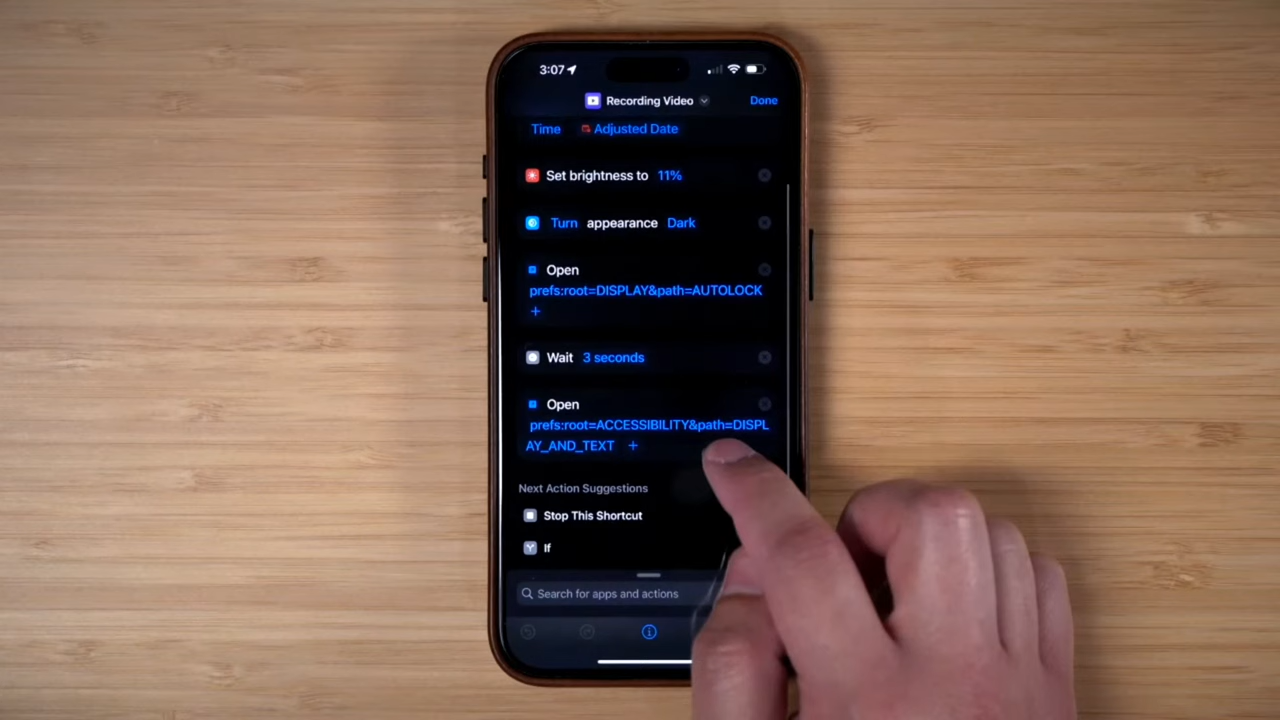 3:07
Recording Video
Done
Time Adjusted Date
Set brightness to 11%
Turn appearance Dark
Open
prefs:root=DISPLAY&path=AUTOLOCK
+
Wait 3 seconds
Open
prefs:root=ACCESSIBILITY&path=DISPL
AY_AND_TEXT +
Next Action Suggestions
Stop This Shortcut
If
Search for apps and actions